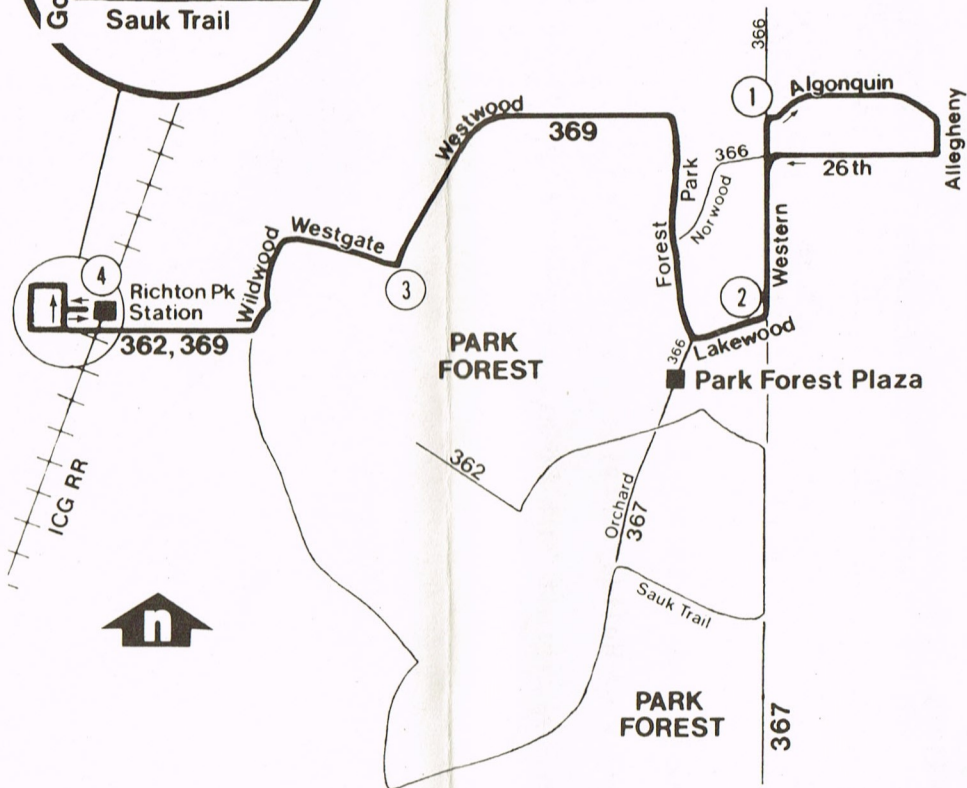 Go
Sauk Trail
366
1
Algonquin
Allegheny
Westwood
369
366
26th
Park
Norwood
Forest
Western
Wildwood
Westgate
4
3
2
Richton Pk
Station
362, 369
Lakewood
366
PARK
FOREST
Park Forest Plaza
362
Orchard
367
ICG RR
Sauk Trail
n
PARK
FOREST
367